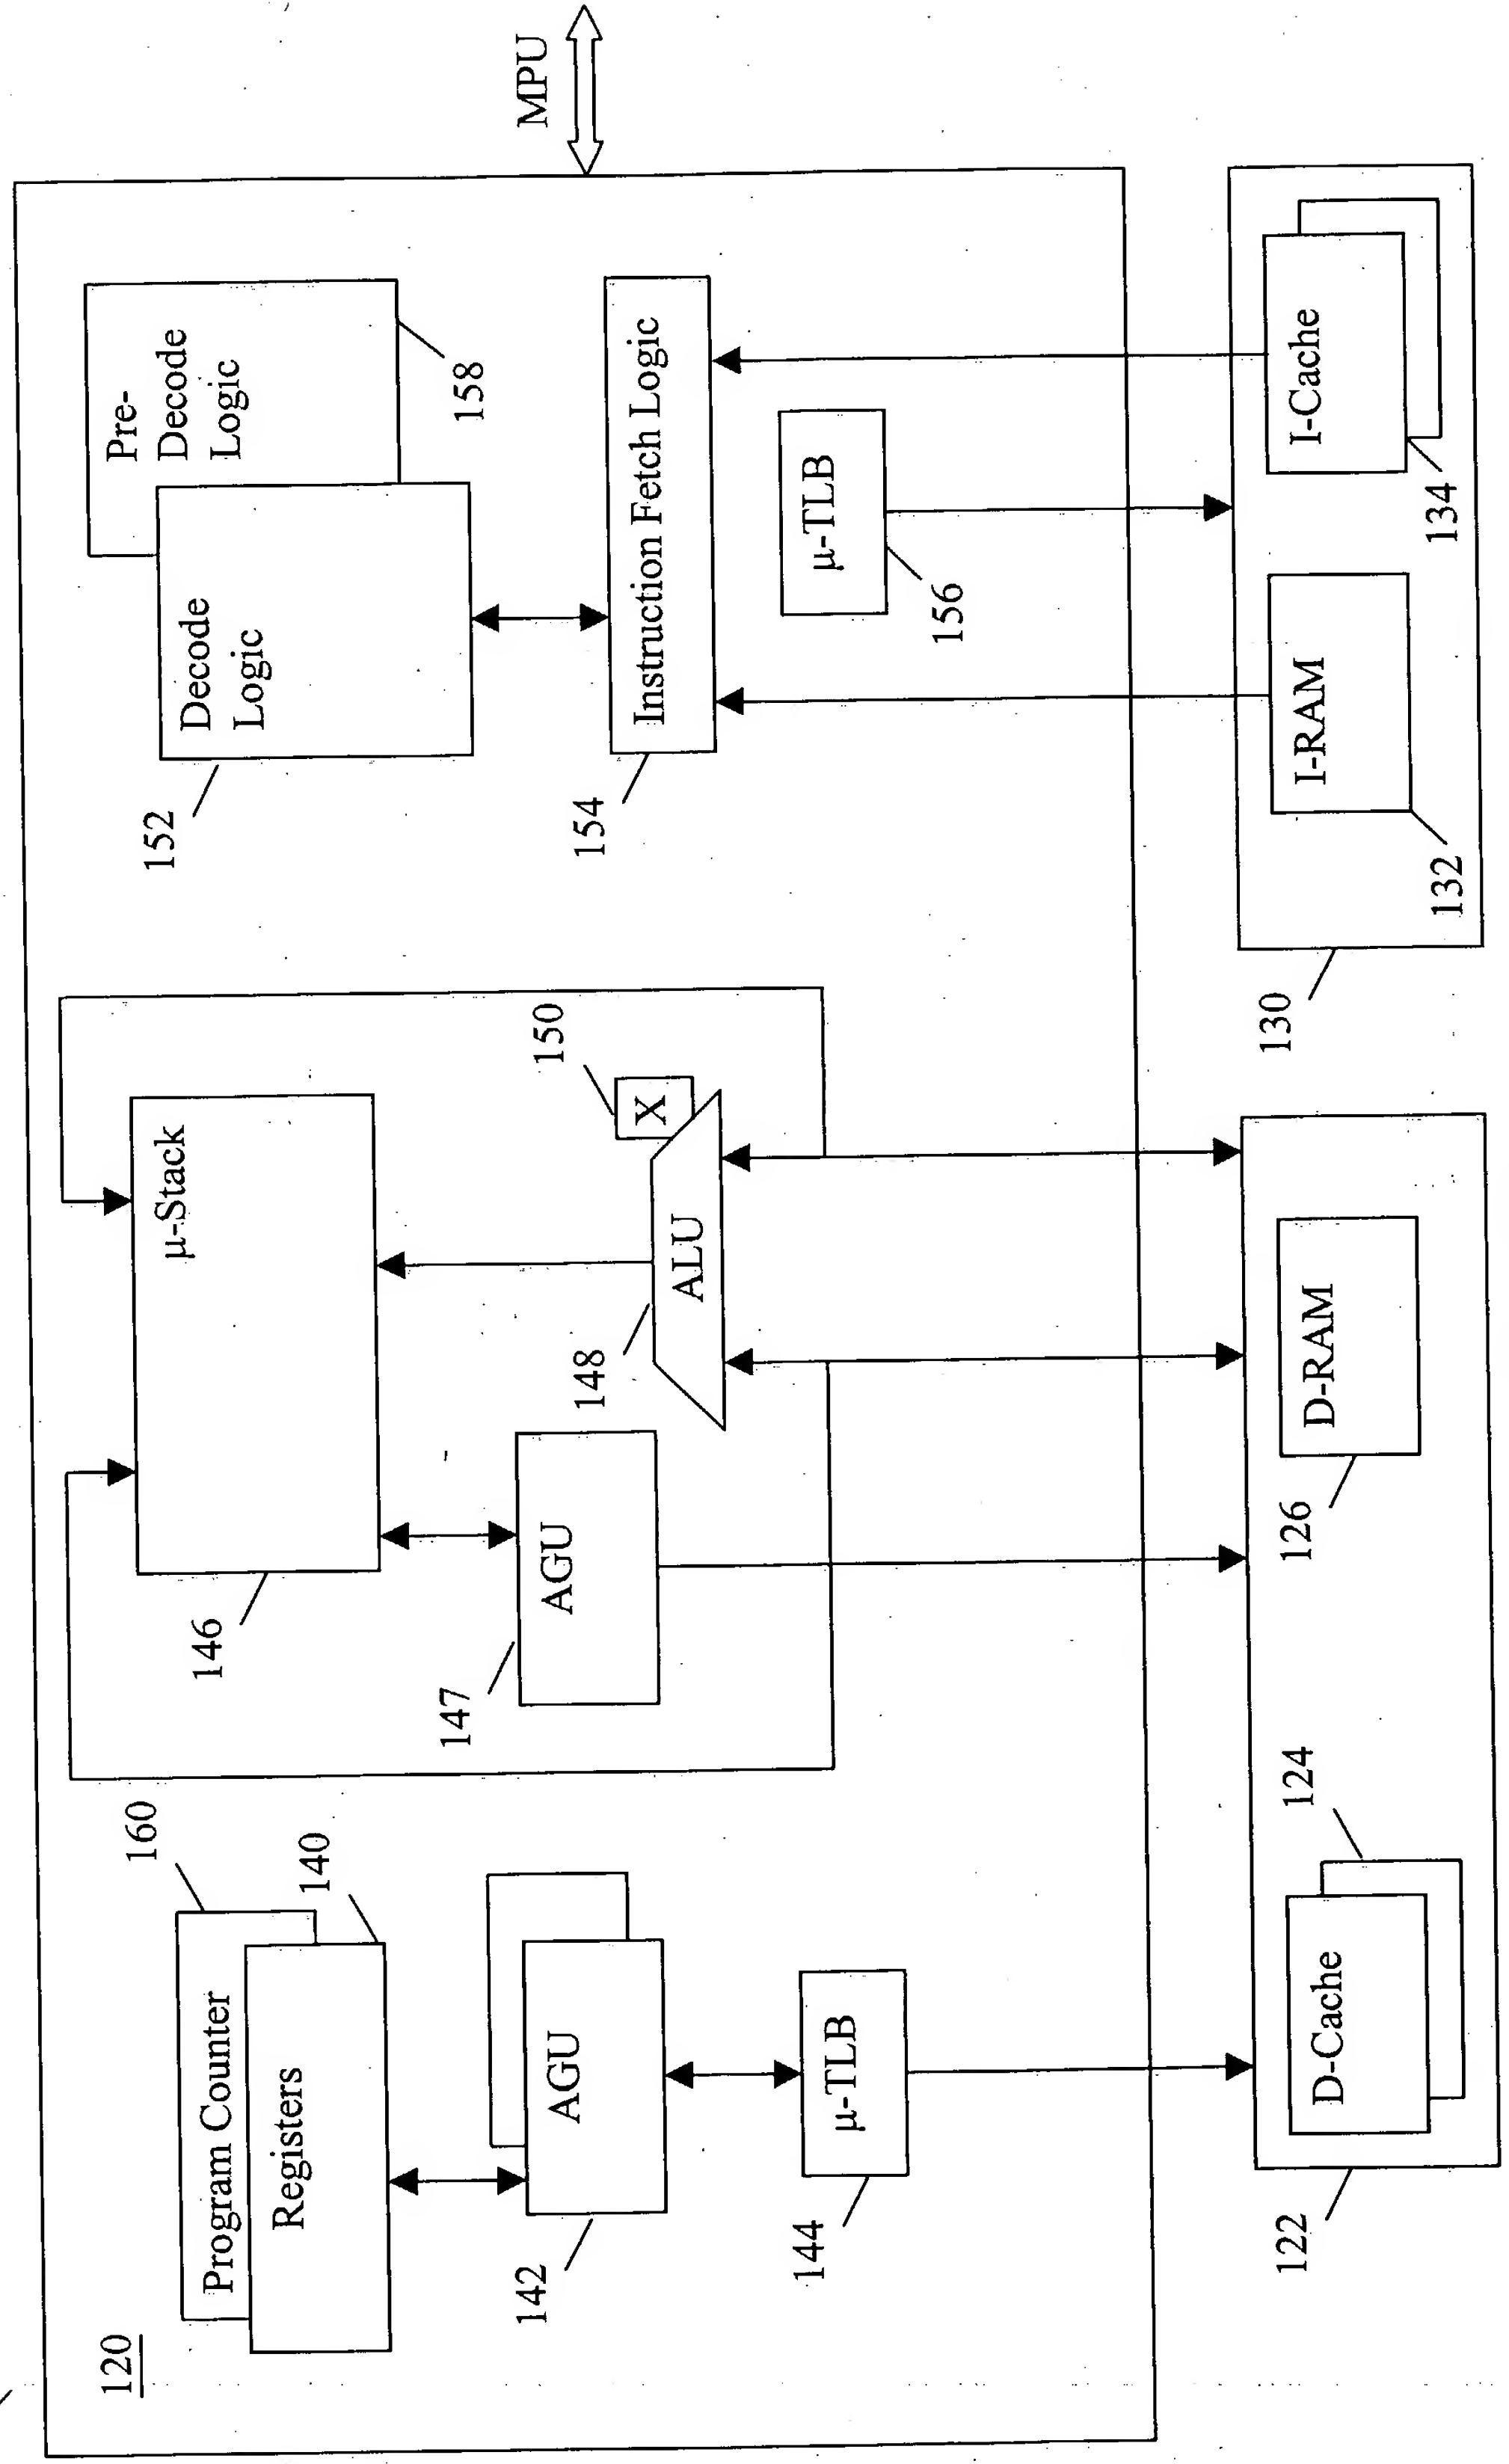 120
160
Program Counter
140
Registers
142
AGU
144
μ-TLB
146
μ-Stack
147
AGU
148
ALU
150
X
152
Decode
Logic
Pre-
Decode
Logic
158
154
Instruction Fetch Logic
μ-TLB
156
MPU
122
D-Cache
124
126
D-RAM
130
I-RAM
132
I-Cache
134